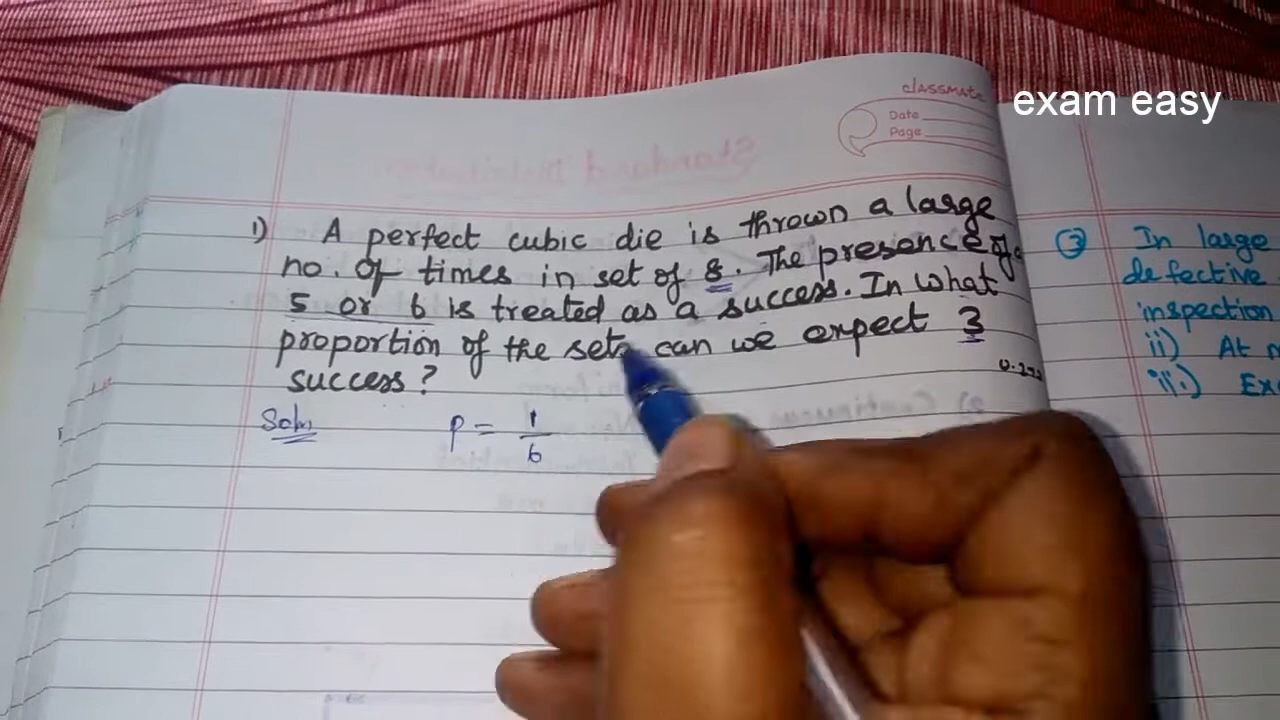 exam easy
classmate
Date
Page
1) A perfect cubic die is thrown a large
no. of times in set of 8. The presence of a
5 or 6 is treated as a success. In what
proportion of the sets can we expect 3
success?
Soln P = 1/6
3 In large
defective
inspection
ii) At
iii)